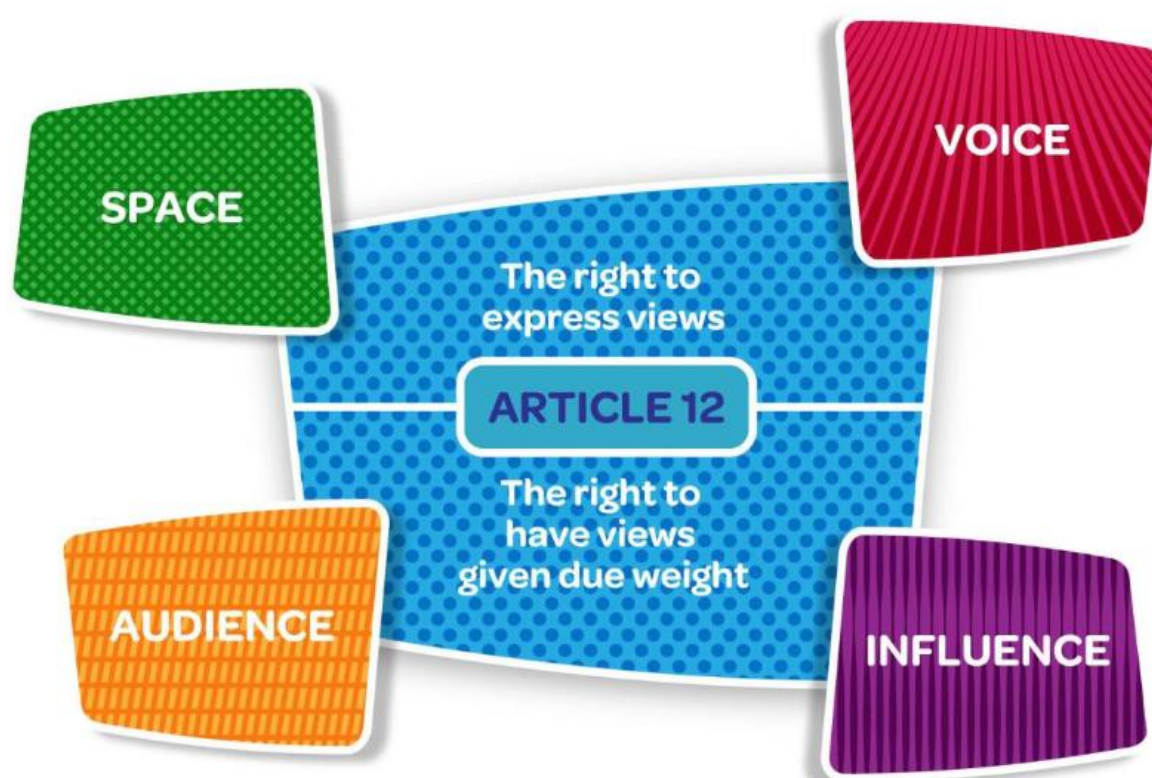 SPACE
VOICE
The right to
express views
ARTICLE 12
The right to
have views
given due weight
AUDIENCE
INFLUENCE